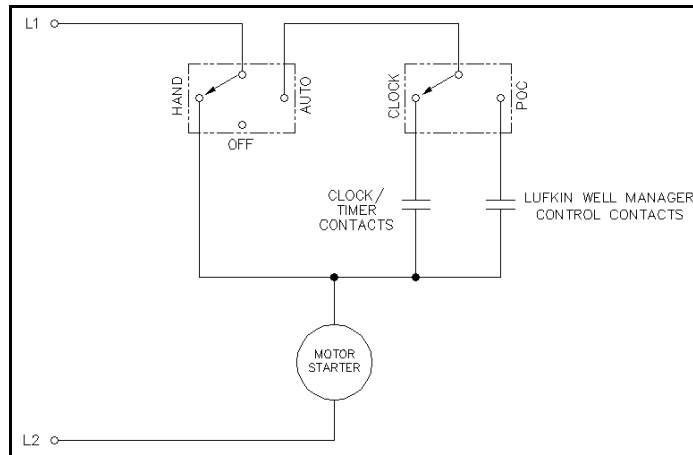 L1
HAND
AUTO
OFF
CLOCK
POC
CLOCK/
TIMER
CONTACTS
LUFKIN WELL MANAGER
CONTROL CONTACTS
MOTOR
STARTER
L2